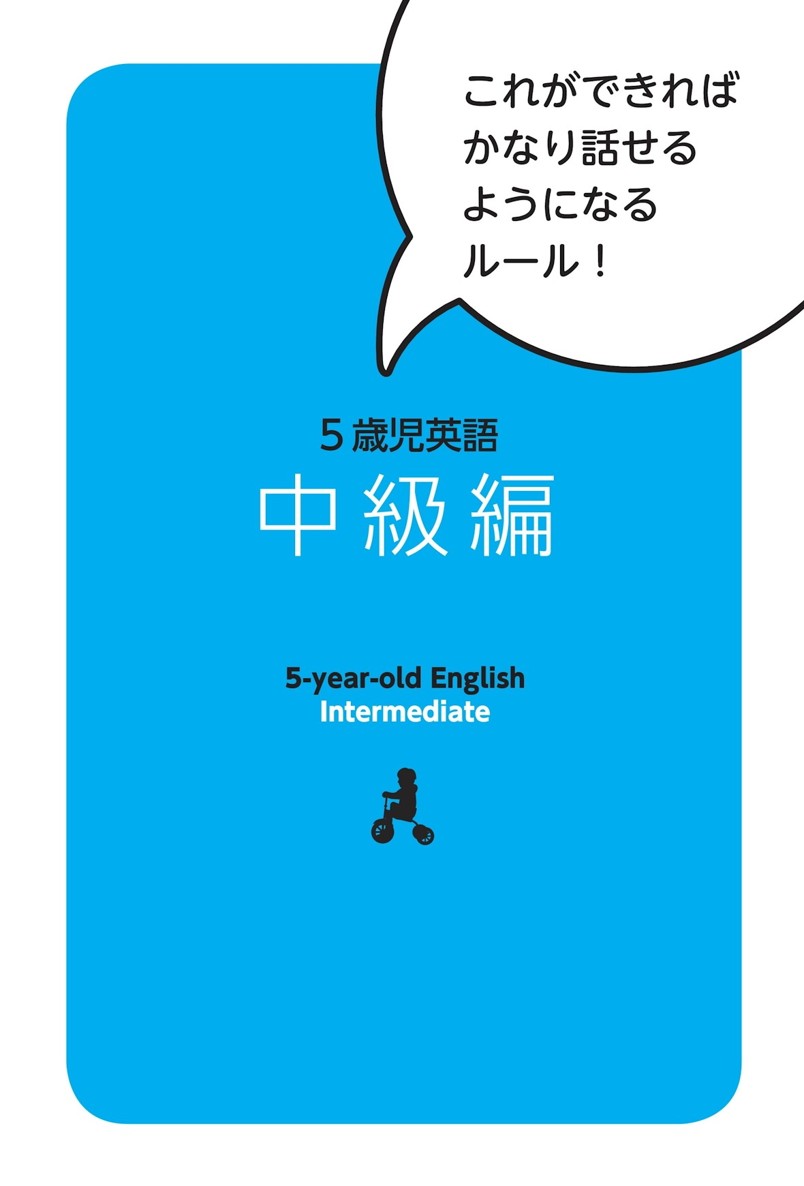 これができれば
かなり話せる
ようになる
ルール！
5歳児英語
中級編
5-year-old English
Intermediate